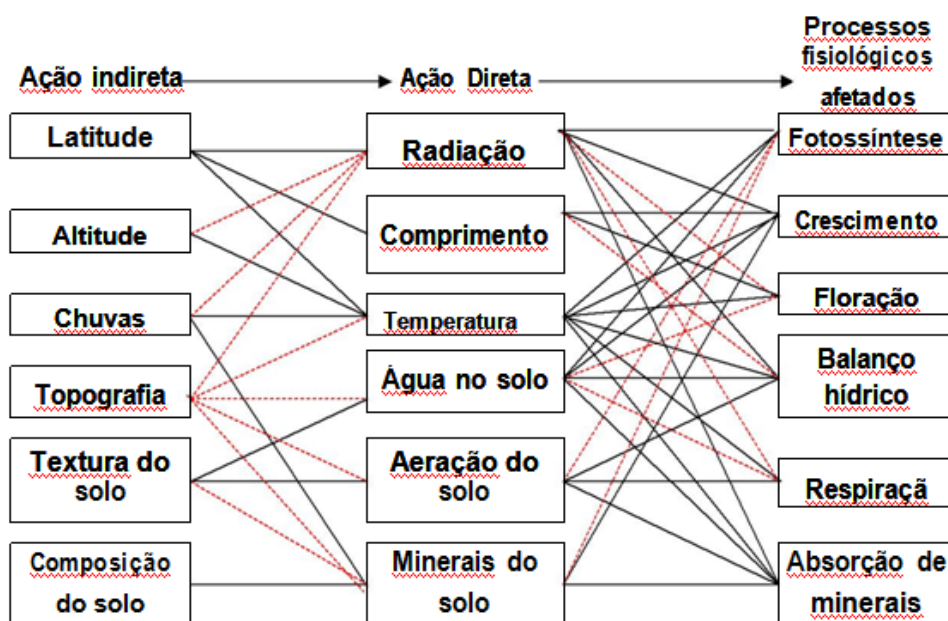 Ação indireta
Ação Direta
Processos
fisiológicos
afetados
Latitude
Radiação
Fotossíntese
Altitude
Comprimento
Crescimento
Chuvas
Temperatura
Floração
Topografia
Água no solo
Balanço
hídrico
Textura do
solo
Aeração do
solo
Respiraçã
Composição
do solo
Minerais do
solo
Absorção de
minerais